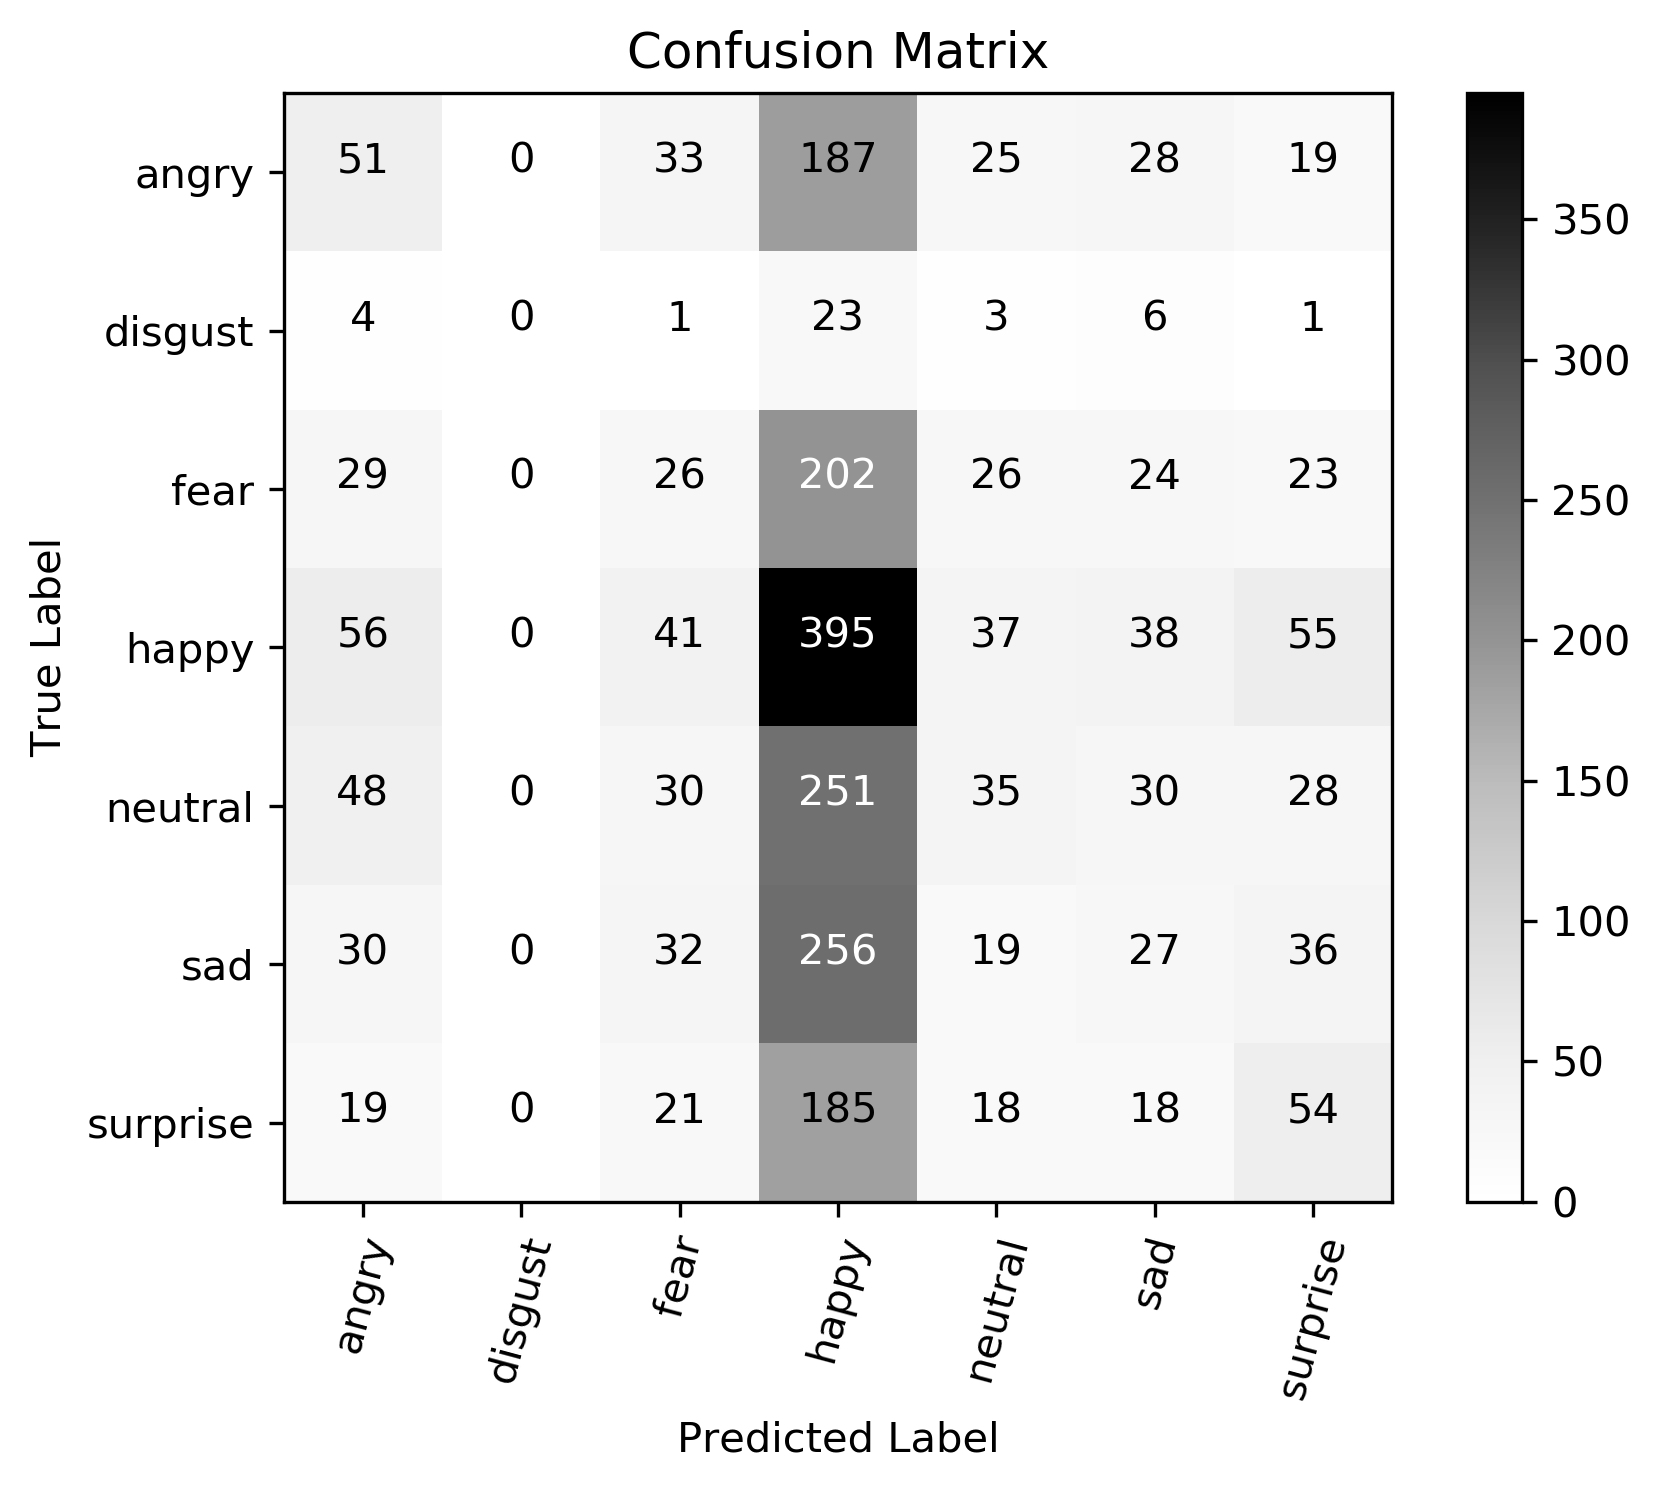 Confusion Matrix
angry 51 0 33 187 25 28 19
disgust 4 0 1 23 3 6 1
fear 29 0 26 202 26 24 23
happy 56 0 41 395 37 38 55
neutral 48 0 30 251 35 30 28
sad 30 0 32 256 19 27 36
surprise 19 0 21 185 18 18 54
True Label
angry disgust fear happy neutral sad surprise
Predicted Label
350
300
250
200
150
100
50
0